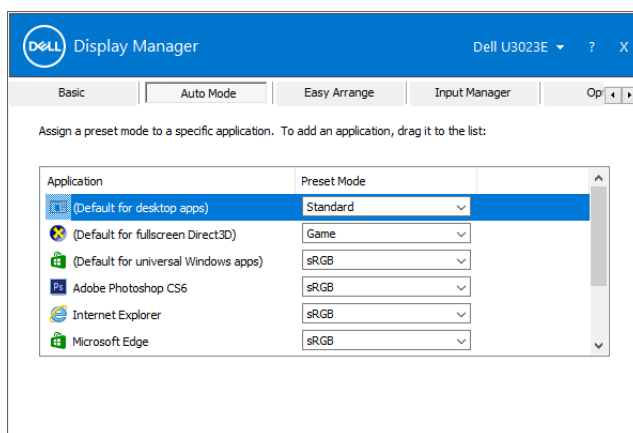 DELL Display Manager Dell U3023E ? X
Basic Auto Mode Easy Arrange Input Manager Op
Assign a preset mode to a specific application. To add an application, drag it to the list:
Application Preset Mode
(Default for desktop apps) Standard
(Default for fullscreen Direct3D) Game
(Default for universal Windows apps) sRGB
Ps Adobe Photoshop CS6 sRGB
Internet Explorer sRGB
Microsoft Edge sRGB